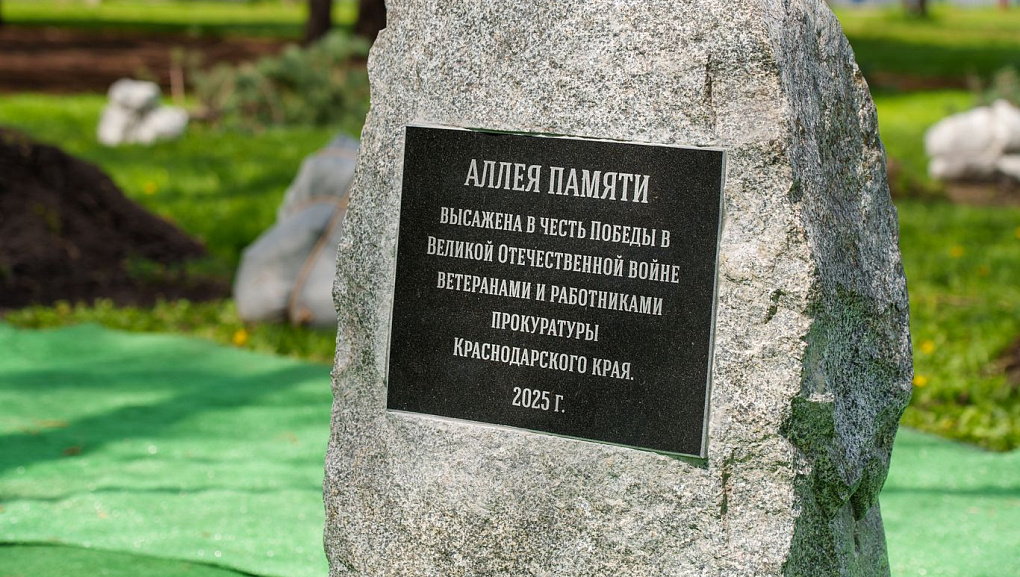 АЛЛЕЯ ПАМЯТИ
ВЫСАЖЕНА В ЧЕСТЬ ПОБЕДЫ В
ВЕЛИКОЙ ОТЕЧЕСТВЕННОЙ ВОЙНЕ
ВЕТЕРАНАМИ И РАБОТНИКАМИ
ПРОКУРАТУРЫ
КРАСНОДАРСКОГО КРАЯ.
2025 Г.